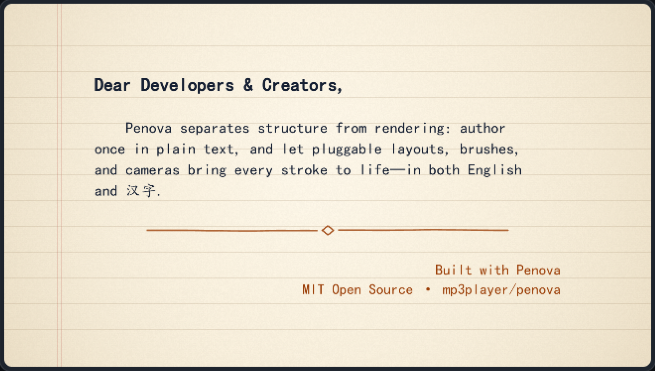 Dear Developers & Creators,
Penova separates structure from rendering: author
once in plain text, and let pluggable layouts, brushes,
and cameras bring every stroke to life—in both English
and 汉字.
Built with Penova
MIT Open Source • mp3player/penova